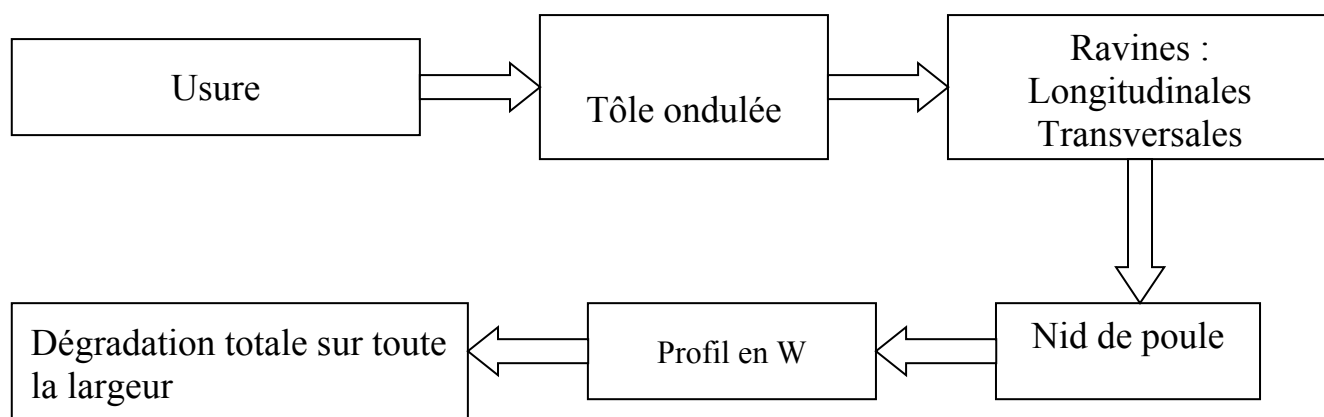 Usure
Tôle ondulée
Ravines :
Longitudinales
Transversales
Nid de poule
Profil en W
Dégradation totale sur toute
la largeur